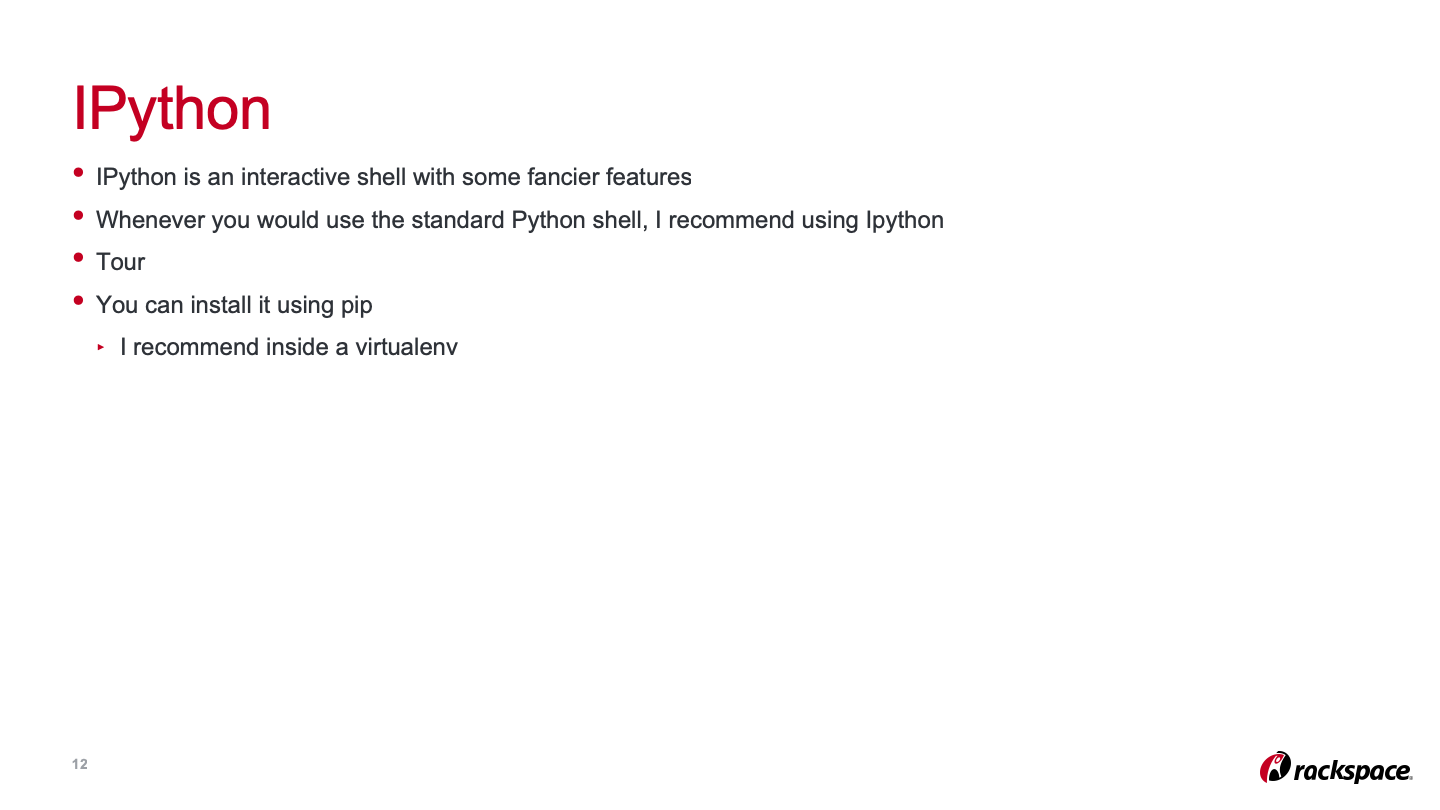 IPython
• IPython is an interactive shell with some fancier features
• Whenever you would use the standard Python shell, I recommend using Ipython
• Tour
• You can install it using pip
▸ I recommend inside a virtualenv
12
rackspace.